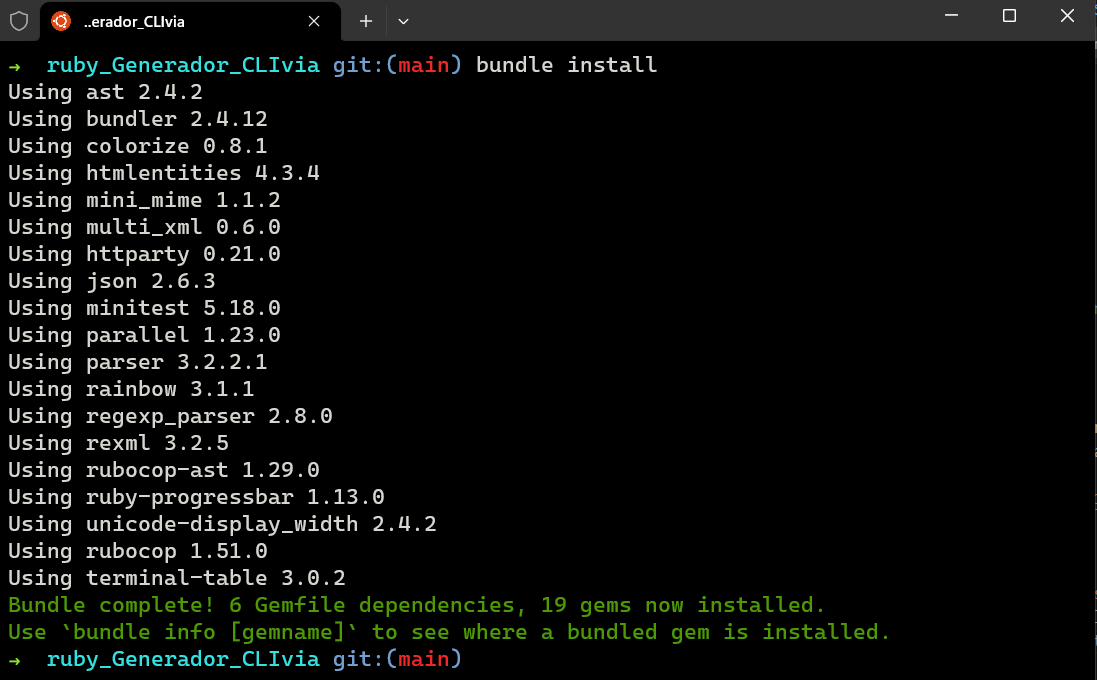 ..erador_CLIvia
→ ruby_Generador_CLIvia git:(main) bundle install
Using ast 2.4.2
Using bundler 2.4.12
Using colorize 0.8.1
Using htmlentities 4.3.4
Using mini_mime 1.1.2
Using multi_xml 0.6.0
Using httparty 0.21.0
Using json 2.6.3
Using minitest 5.18.0
Using parallel 1.23.0
Using parser 3.2.2.1
Using rainbow 3.1.1
Using regexp_parser 2.8.0
Using rexml 3.2.5
Using rubocop-ast 1.29.0
Using ruby-progressbar 1.13.0
Using unicode-display_width 2.4.2
Using rubocop 1.51.0
Using terminal-table 3.0.2
Bundle complete! 6 Gemfile dependencies, 19 gems now installed.
Use `bundle info [gemname]` to see where a bundled gem is installed.
→ ruby_Generador_CLIvia git:(main)